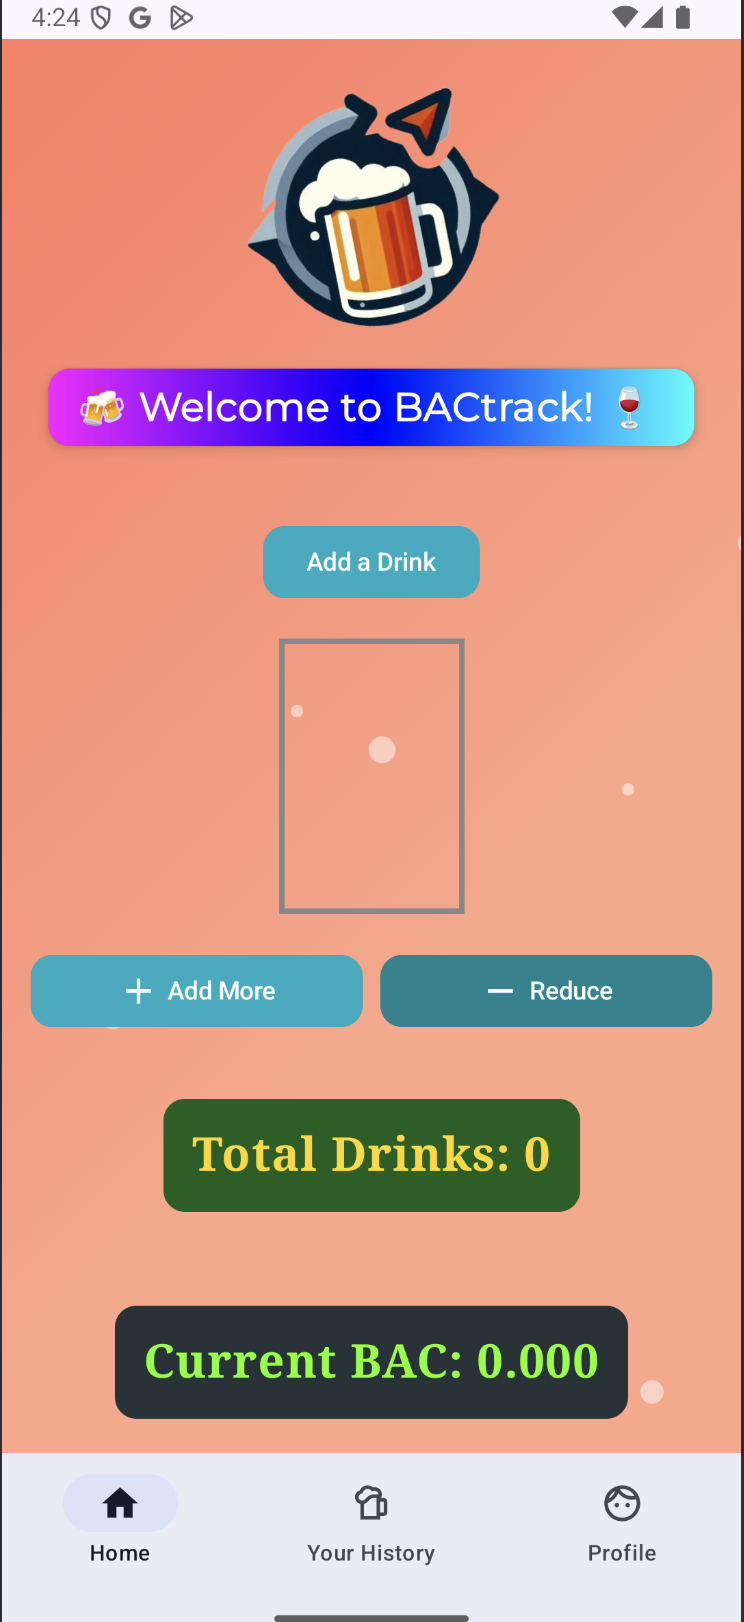 4:24
🍻 Welcome to BACtrack! 🍷
Add a Drink
+ Add More
− Reduce
Total Drinks: 0
Current BAC: 0.000
Home
Your History
Profile